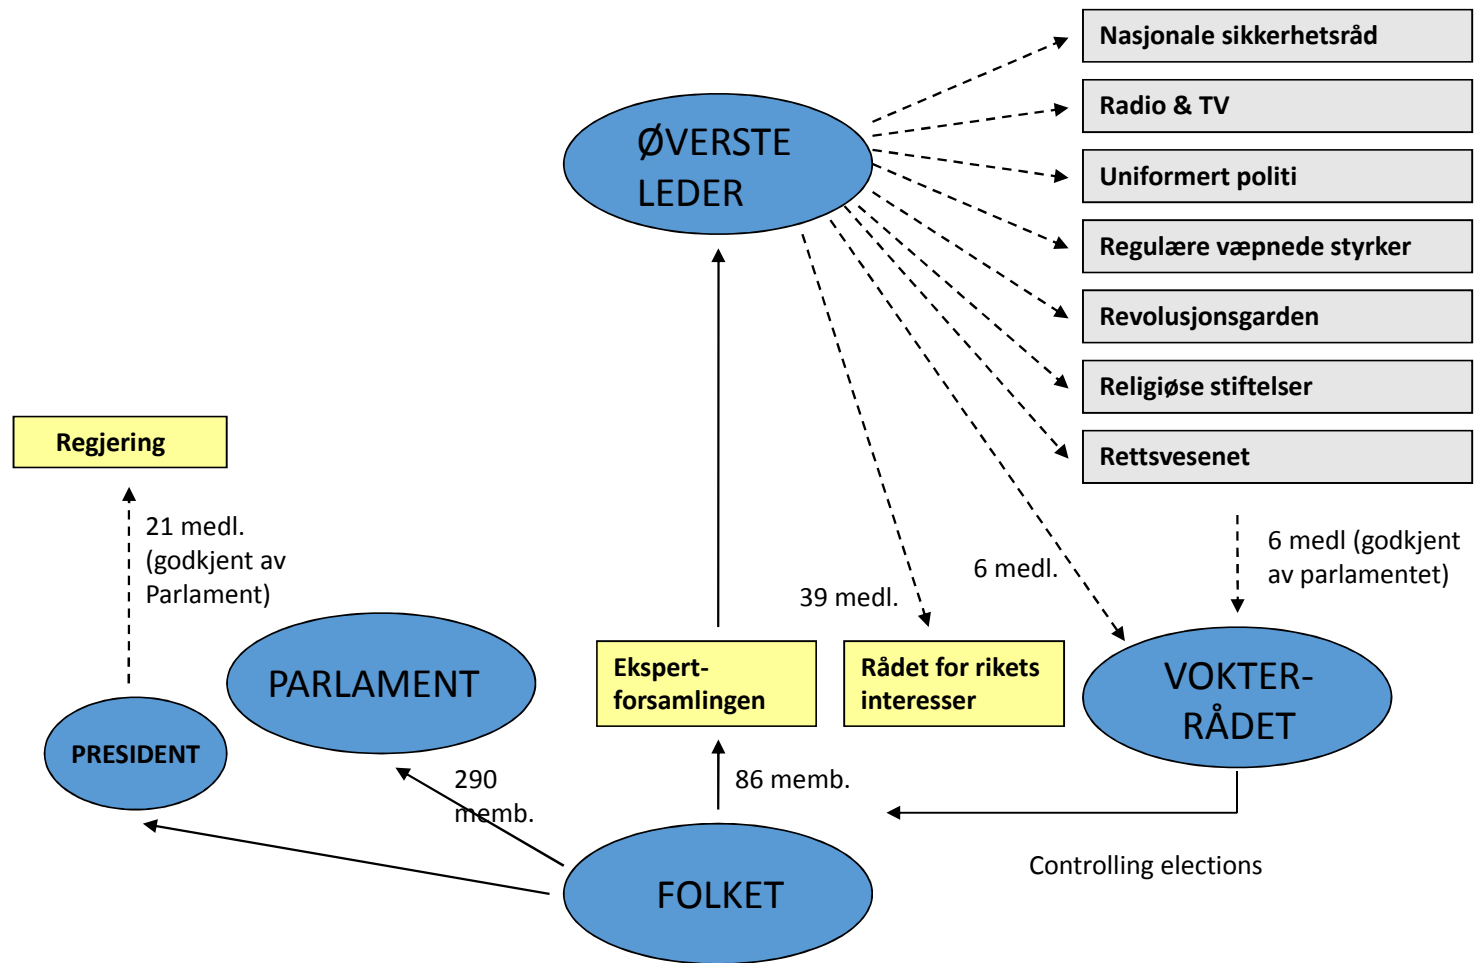 Nasjonale sikkerhetsråd
Radio & TV
ØVERSTE
LEDER
Uniformert politi
Regulære væpnede styrker
Revolusjonsgarden
Religiøse stiftelser
Regjering
Rettsvesenet
21 medl.
(godkjent av
Parlament)
6 medl (godkjent
av parlamentet)
6 medl.
39 medl.
PARLAMENT
Ekspert-
forsamlingen
Rådet for rikets
interesser
VOKTER-
RÅDET
PRESIDENT
290
memb.
86 memb.
Controlling elections
FOLKET